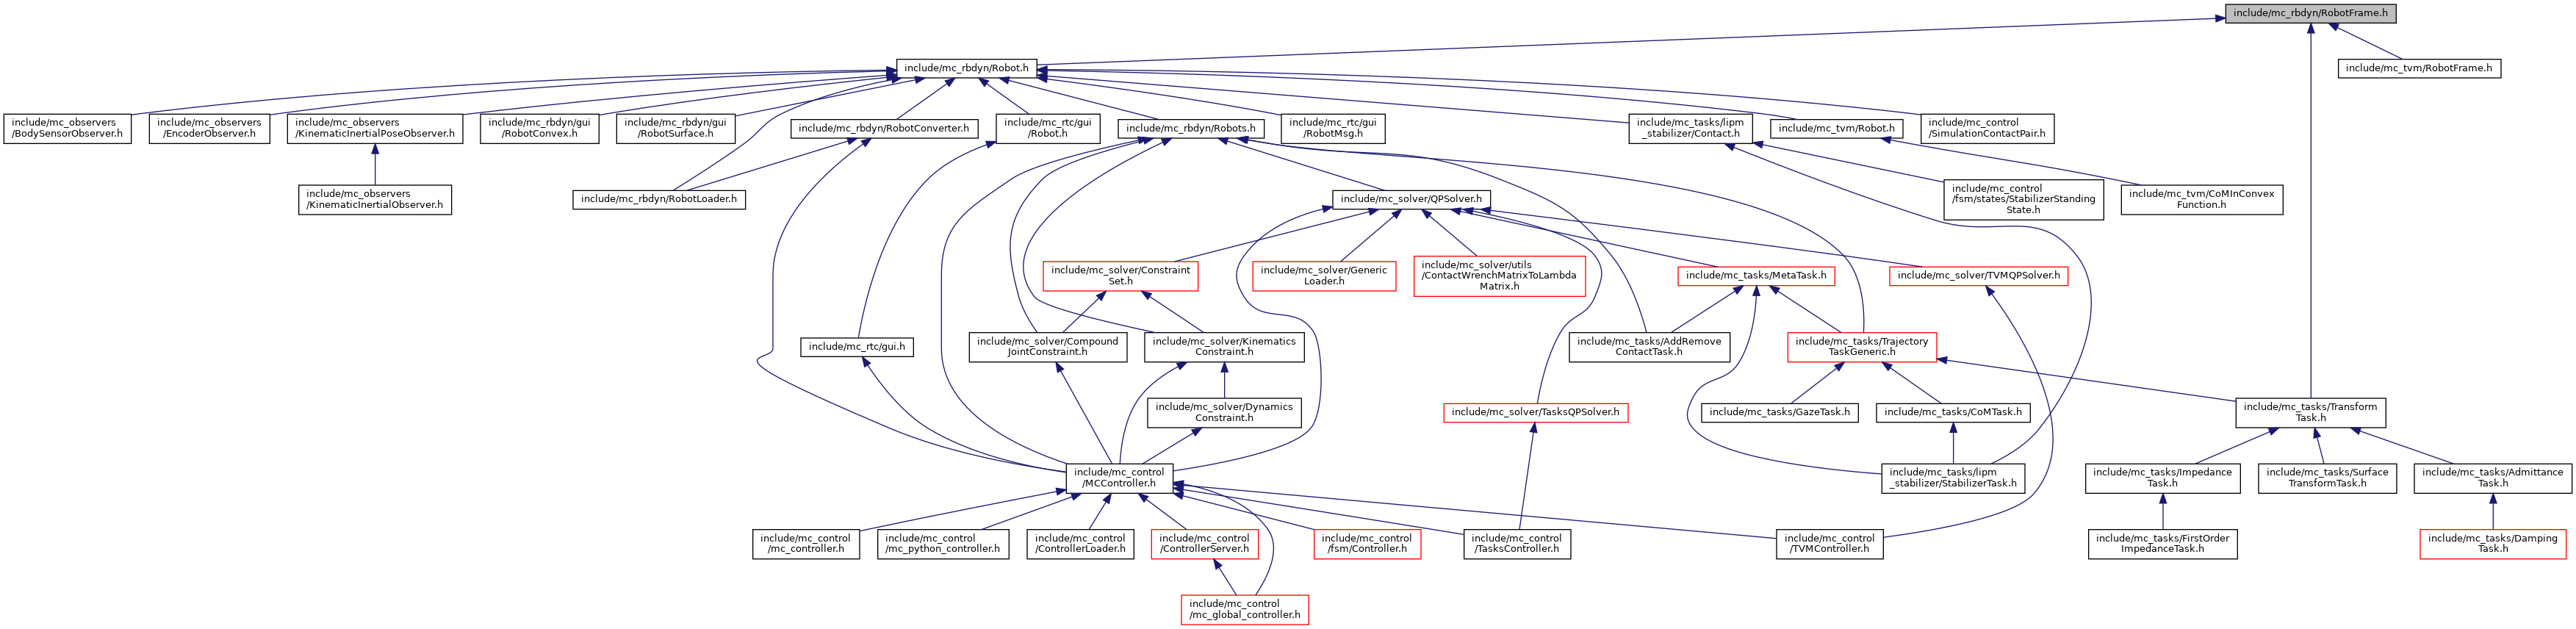 include/mc_rbdyn/RobotFrame.h
include/mc_rbdyn/Robot.h
include/mc_tvm/RobotFrame.h
include/mc_observers
/BodySensorObserver.h
include/mc_observers
/EncoderObserver.h
include/mc_observers
/KinematicInertialPoseObserver.h
include/mc_rbdyn/gui
/RobotConvex.h
include/mc_rbdyn/gui
/RobotSurface.h
include/mc_rbdyn/RobotConverter.h
include/mc_rtc/gui
/Robot.h
include/mc_rbdyn/Robots.h
include/mc_rtc/gui
/RobotMsg.h
include/mc_tasks/lipm
_stabilizer/Contact.h
include/mc_tvm/Robot.h
include/mc_control
/SimulationContactPair.h
include/mc_observers
/KinematicInertialObserver.h
include/mc_rbdyn/RobotLoader.h
include/mc_solver/QPSolver.h
include/mc_control
/fsm/states/StabilizerStanding
State.h
include/mc_tvm/CoMInConvex
Function.h
include/mc_solver/Constraint
Set.h
include/mc_solver/Generic
Loader.h
include/mc_solver/utils
/ContactWrenchMatrixToLambda
Matrix.h
include/mc_tasks/MetaTask.h
include/mc_solver/TVMQPSolver.h
include/mc_rtc/gui.h
include/mc_solver/Compound
JointConstraint.h
include/mc_solver/Kinematics
Constraint.h
include/mc_tasks/AddRemove
ContactTask.h
include/mc_tasks/Trajectory
TaskGeneric.h
include/mc_solver/Dynamics
Constraint.h
include/mc_solver/TasksQPSolver.h
include/mc_tasks/GazeTask.h
include/mc_tasks/CoMTask.h
include/mc_tasks/Transform
Task.h
include/mc_control
/MCController.h
include/mc_tasks/lipm
_stabilizer/StabilizerTask.h
include/mc_tasks/Impedance
Task.h
include/mc_tasks/Surface
TransformTask.h
include/mc_tasks/Admittance
Task.h
include/mc_control
/mc_controller.h
include/mc_control
/mc_python_controller.h
include/mc_control
/ControllerLoader.h
include/mc_control
/ControllerServer.h
include/mc_control
/fsm/Controller.h
include/mc_control
/TasksController.h
include/mc_control
/TVMController.h
include/mc_tasks/FirstOrder
ImpedanceTask.h
include/mc_tasks/Damping
Task.h
include/mc_control
/mc_global_controller.h